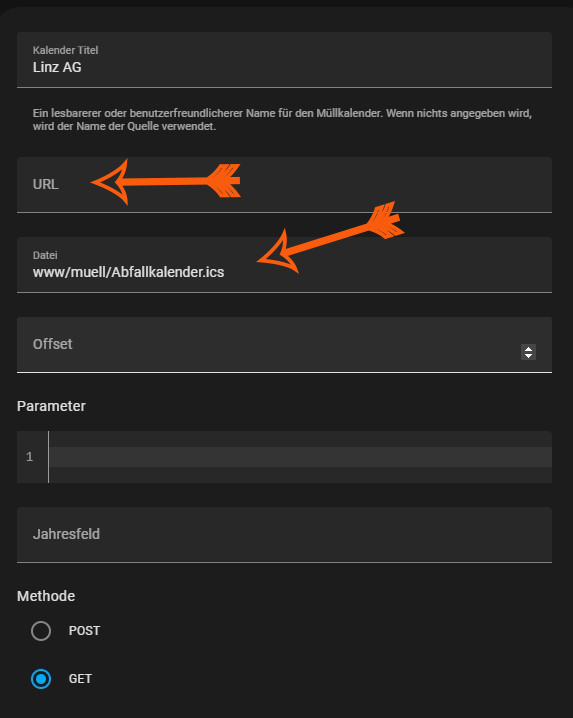 Kalender Titel
Linz AG
Ein lesbarerer oder benutzerfreundlicherer Name für den Müllkalender. Wenn nichts angegeben wird,
wird der Name der Quelle verwendet.
URL
Datei
www/muell/Abfallkalender.ics
Offset
Parameter
1
Jahresfeld
Methode
POST
GET